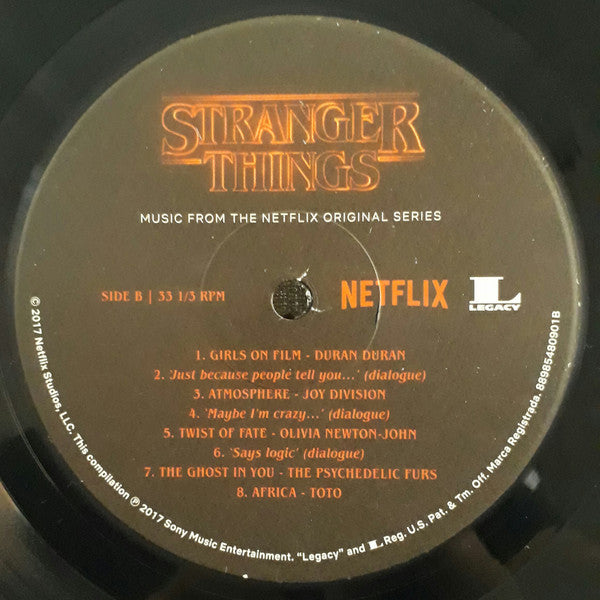 STRANGER
THINGS
MUSIC FROM THE NETFLIX ORIGINAL SERIES
SIDE B | 33 1/3 RPM
NETFLIX
L
LEGACY
1. GIRLS ON FILM - DURAN DURAN
2. 'Just because people tell you...' (dialogue)
3. ATMOSPHERE - JOY DIVISION
4. 'Maybe I'm crazy...' (dialogue)
5. TWIST OF FATE - OLIVIA NEWTON-JOHN
6. 'Says logic' (dialogue)
7. THE GHOST IN YOU - THE PSYCHEDELIC FURS
8. AFRICA - TOTO
© 2017 Netflix Studios, LLC. This compilation ℗ 2017 Sony Music Entertainment. "Legacy" and L Reg. U.S. Pat. & Tm. Off. Marca Registrada. 88985480901B